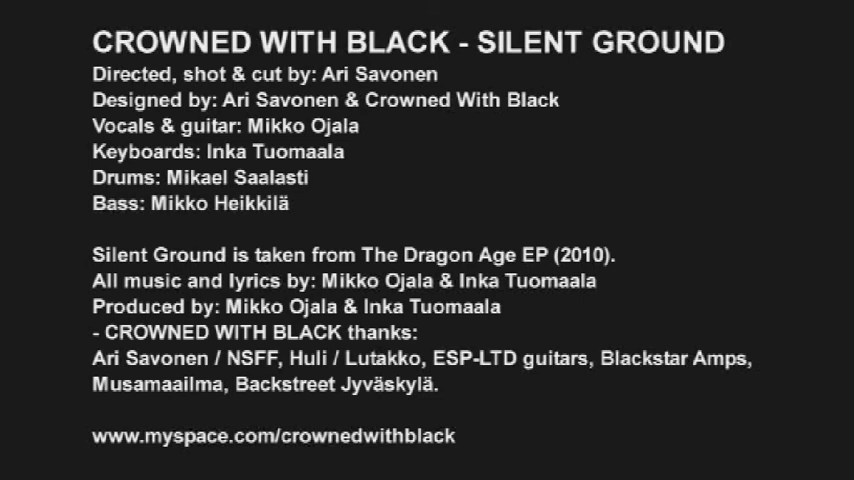 CROWNED WITH BLACK - SILENT GROUND
Directed, shot & cut by: Ari Savonen
Designed by: Ari Savonen & Crowned With Black
Vocals & guitar: Mikko Ojala
Keyboards: Inka Tuomaala
Drums: Mikael Saalasti
Bass: Mikko Heikkilä
Silent Ground is taken from The Dragon Age EP (2010).
All music and lyrics by: Mikko Ojala & Inka Tuomaala
Produced by: Mikko Ojala & Inka Tuomaala
- CROWNED WITH BLACK thanks:
Ari Savonen / NSFF, Huli / Lutakko, ESP-LTD guitars, Blackstar Amps,
Musamaailma, Backstreet Jyväskylä.
www.myspace.com/crownedwithblack